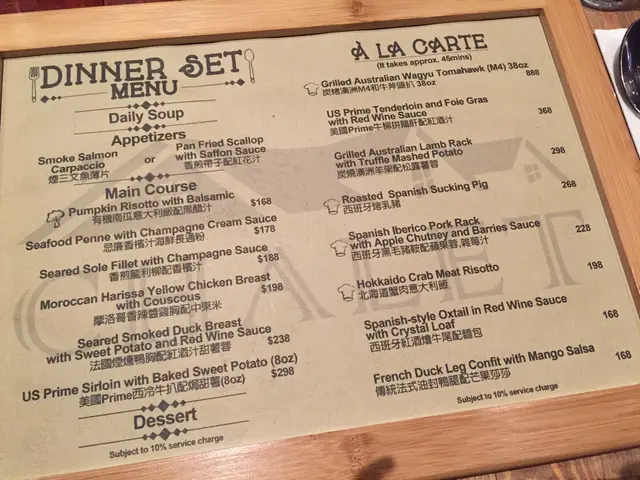 DINNER SET
MENU
Daily Soup
Appetizers
Smoke Salmon
Carpaccio
煙三文魚薄片
or
Pan Fried Scallop
with Saffon Sauce
香煎帶子配紅花汁
Main Course
Pumpkin Risotto with Balsamic $168
有機南瓜意大利飯配黑醋汁
Seafood Penne with Champagne Cream Sauce $178
忌廉香檳汁海鮮長通粉
Seared Sole Fillet with Champagne Sauce $188
香煎龍利柳配香檳汁
Moroccan Harissa Yellow Chicken Breast
with Couscous $198
摩洛哥香辣醬雞胸配中東米
Seared Smoked Duck Breast
with Sweet Potato and Red Wine Sauce $238
法國煙燻鴨胸配紅酒汁甜薯蓉
US Prime Sirloin with Baked Sweet Potato (8oz) $298
美國Prime西冷牛扒配焗甜薯(8oz)
Dessert
Subject to 10% service charge
À LA CARTE
(It takes approx. 45mins)
Grilled Australian Wagyu Tomahawk (M4) 38oz 888
炭烤澳洲M4和牛斧頭扒 38oz
US Prime Tenderloin and Foie Gras
with Red Wine Sauce 368
美國Prime牛柳拼鵝肝配紅酒汁
Grilled Australian Lamb Rack
with Truffle Mashed Potato 298
炭燒澳洲羊架配松露薯蓉
Roasted Spanish Sucking Pig 268
西班牙烤乳豬
Spanish Iberico Pork Rack
with Apple Chutney and Barries Sauce 228
西班牙黑毛豬鞍配蘋果蓉,莓莓汁
Hokkaido Crab Meat Risotto 198
北海道蟹肉意大利飯
Spanish-style Oxtail in Red Wine Sauce
with Crystal Loaf 168
西班牙紅酒燴牛尾配麵包
French Duck Leg Confit with Mango Salsa 168
傳統法式油封鴨腿配芒果莎莎
Subject to 10% service charge
CHALET